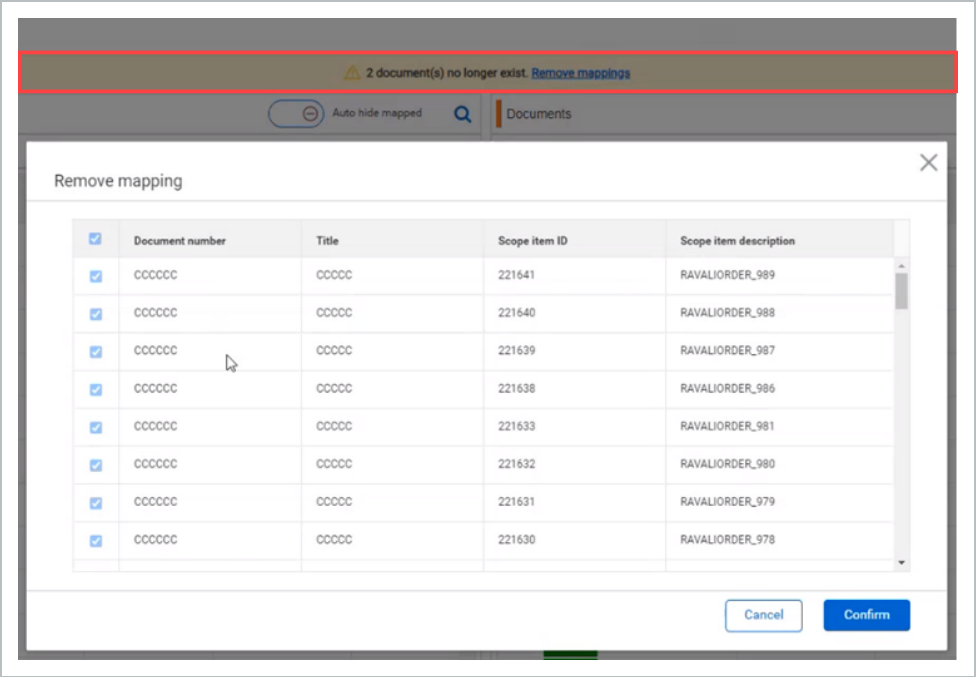 2 document(s) no longer exist. Remove mappings
Auto hide mapped
Documents
Remove mapping
Document number Title Scope item ID Scope item description
CCCCCC CCCCC 221641 RAVALIORDER_989
CCCCCC CCCCC 221640 RAVALIORDER_988
CCCCCC CCCCC 221639 RAVALIORDER_987
CCCCCC CCCCC 221638 RAVALIORDER_986
CCCCCC CCCCC 221633 RAVALIORDER_981
CCCCCC CCCCC 221632 RAVALIORDER_980
CCCCCC CCCCC 221631 RAVALIORDER_979
CCCCCC CCCCC 221630 RAVALIORDER_978
Cancel Confirm